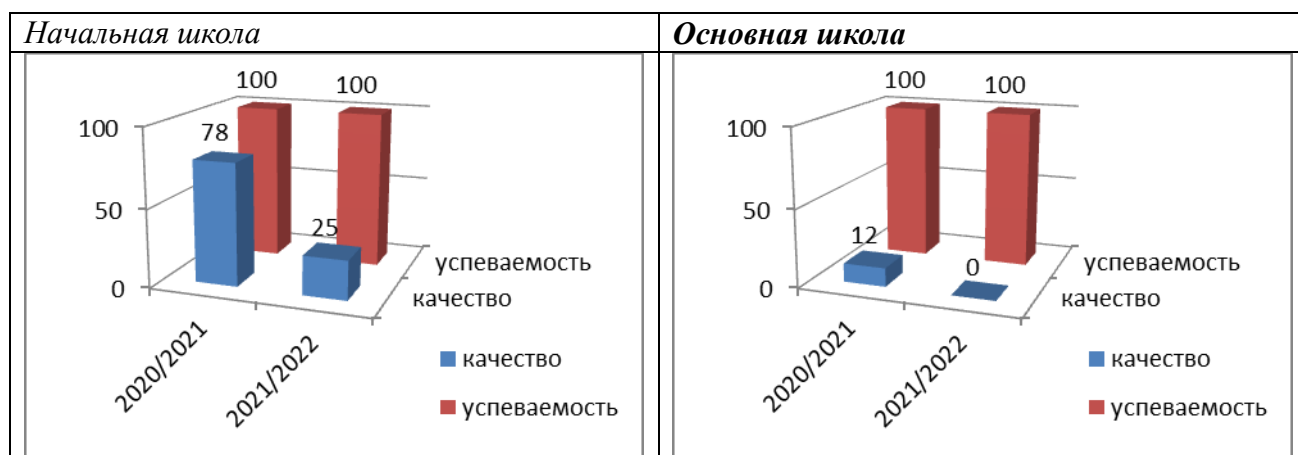 Начальная школа
100 100
100
78
50
25
0
успеваемость
качество
2020/2021
2021/2022
качество
успеваемость
Основная школа
100 100
100
50
12
0
0
успеваемость
качество
2020/2021
2021/2022
качество
успеваемость